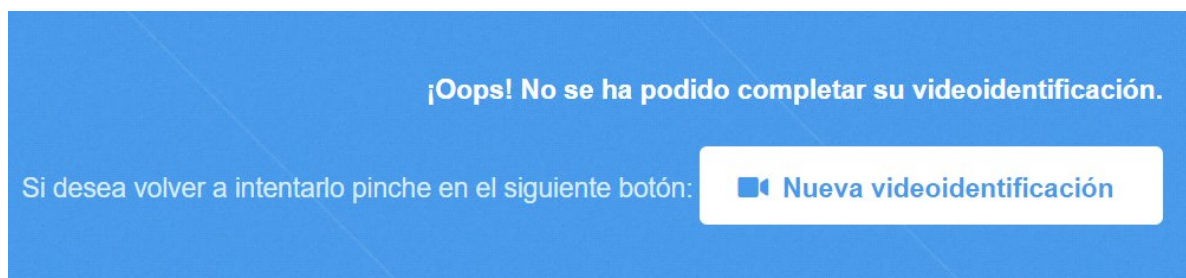 ¡Oops! No se ha podido completar su videoidentificación.
Si desea volver a intentarlo pinche en el siguiente botón: Nueva videoidentificación